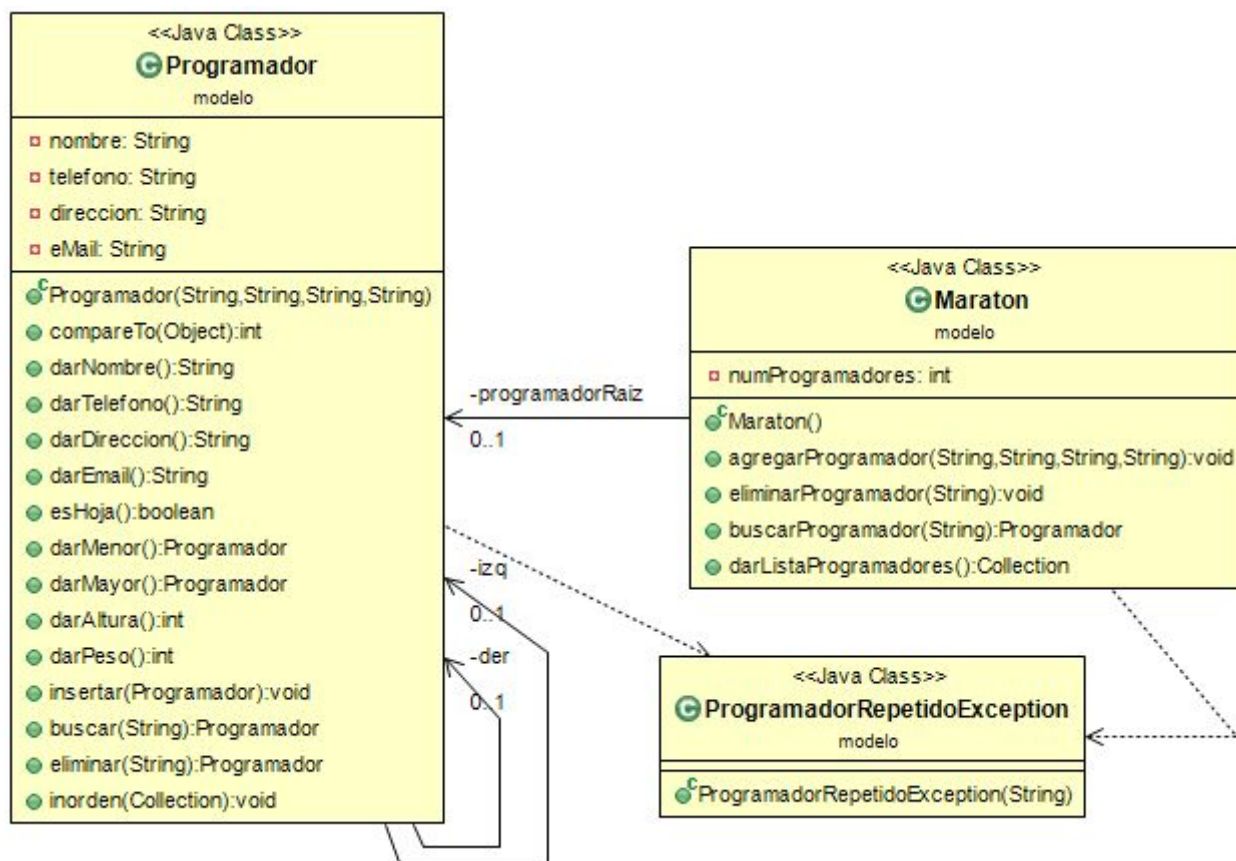 <<Java Class>>
Programador
modelo
nombre: String
telefono: String
direccion: String
eMail: String
Programador(String,String,String,String)
compareTo(Object):int
darNombre():String
darTelefono():String
darDireccion():String
darEmail():String
esHoja():boolean
darMenor():Programador
darMayor():Programador
darAltura():int
darPeso():int
insertar(Programador):void
buscar(String):Programador
eliminar(String):Programador
inorden(Collection):void
-programadorRaiz
0..1
-izq
0..1
-der
0..1
<<Java Class>>
Maraton
modelo
numProgramadores: int
Maraton()
agregarProgramador(String,String,String,String):void
eliminarProgramador(String):void
buscarProgramador(String):Programador
darListaProgramadores():Collection
<<Java Class>>
ProgramadorRepetidoException
modelo
ProgramadorRepetidoException(String)